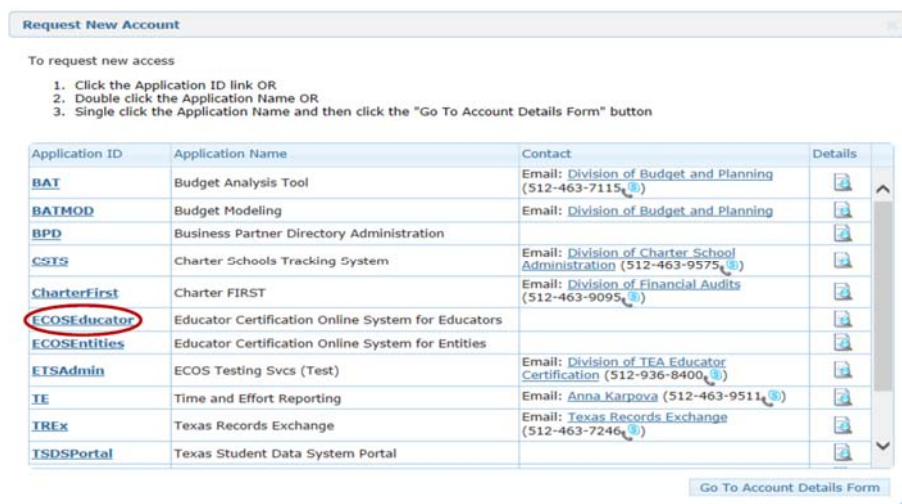 Request New Account
To request new access
1. Click the Application ID link OR
2. Double click the Application Name OR
3. Single click the Application Name and then click the "Go To Account Details Form" button
Application ID Application Name Contact Details
BAT Budget Analysis Tool Email: Division of Budget and Planning
(512-463-7115)
BATMOD Budget Modeling Email: Division of Budget and Planning
BPD Business Partner Directory Administration
CSTS Charter Schools Tracking System Email: Division of Charter School
Administration (512-463-9575)
CharterFirst Charter FIRST Email: Division of Financial Audits
(512-463-9095)
ECOSEducator Educator Certification Online System for Educators
ECOSEntities Educator Certification Online System for Entities
ETSAdmin ECOS Testing Svcs (Test) Email: Division of TEA Educator
Certification (512-936-8400)
TE Time and Effort Reporting Email: Anna Karpova (512-463-9511)
TREx Texas Records Exchange Email: Texas Records Exchange
(512-463-7246)
TSDSPortal Texas Student Data System Portal
Go To Account Details Form